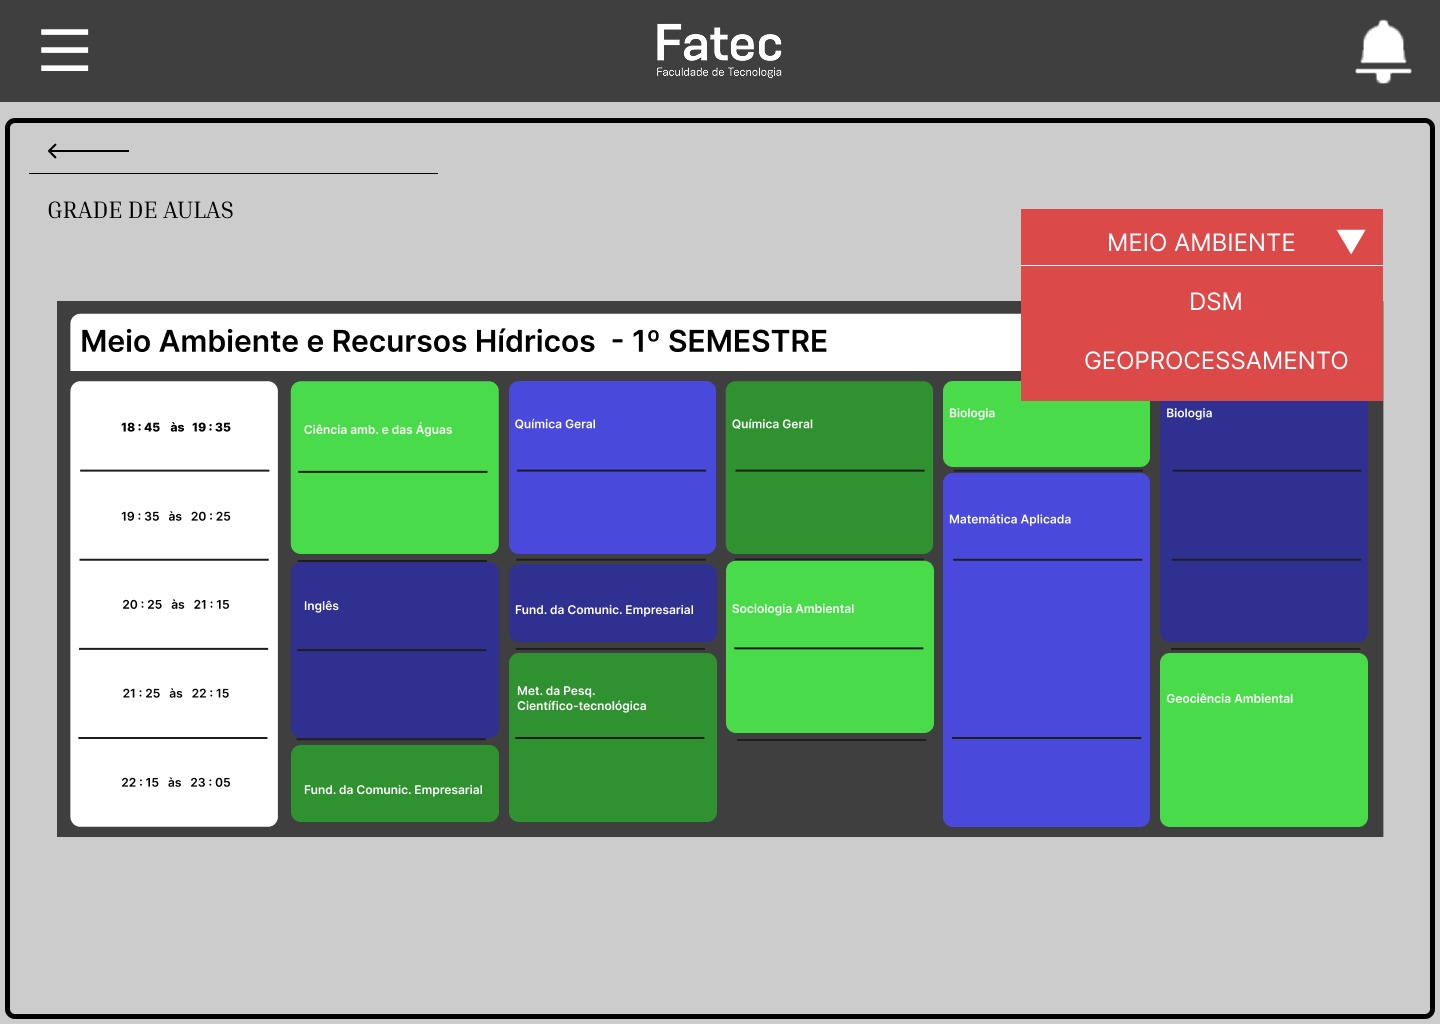 Fatec
Faculdade de Tecnologia
GRADE DE AULAS
MEIO AMBIENTE
DSM
GEOPROCESSAMENTO
Meio Ambiente e Recursos Hídricos - 1º SEMESTRE
18:45 às 19:35
Ciência amb. e das Águas
Química Geral
Química Geral
Biologia
Biologia
19:35 às 20:25
Matemática Aplicada
20:25 às 21:15
Inglês
Fund. da Comunic. Empresarial
Sociologia Ambiental
21:25 às 22:15
Met. da Pesq.
Científico-tecnológica
Geociência Ambiental
22:15 às 23:05
Fund. da Comunic. Empresarial